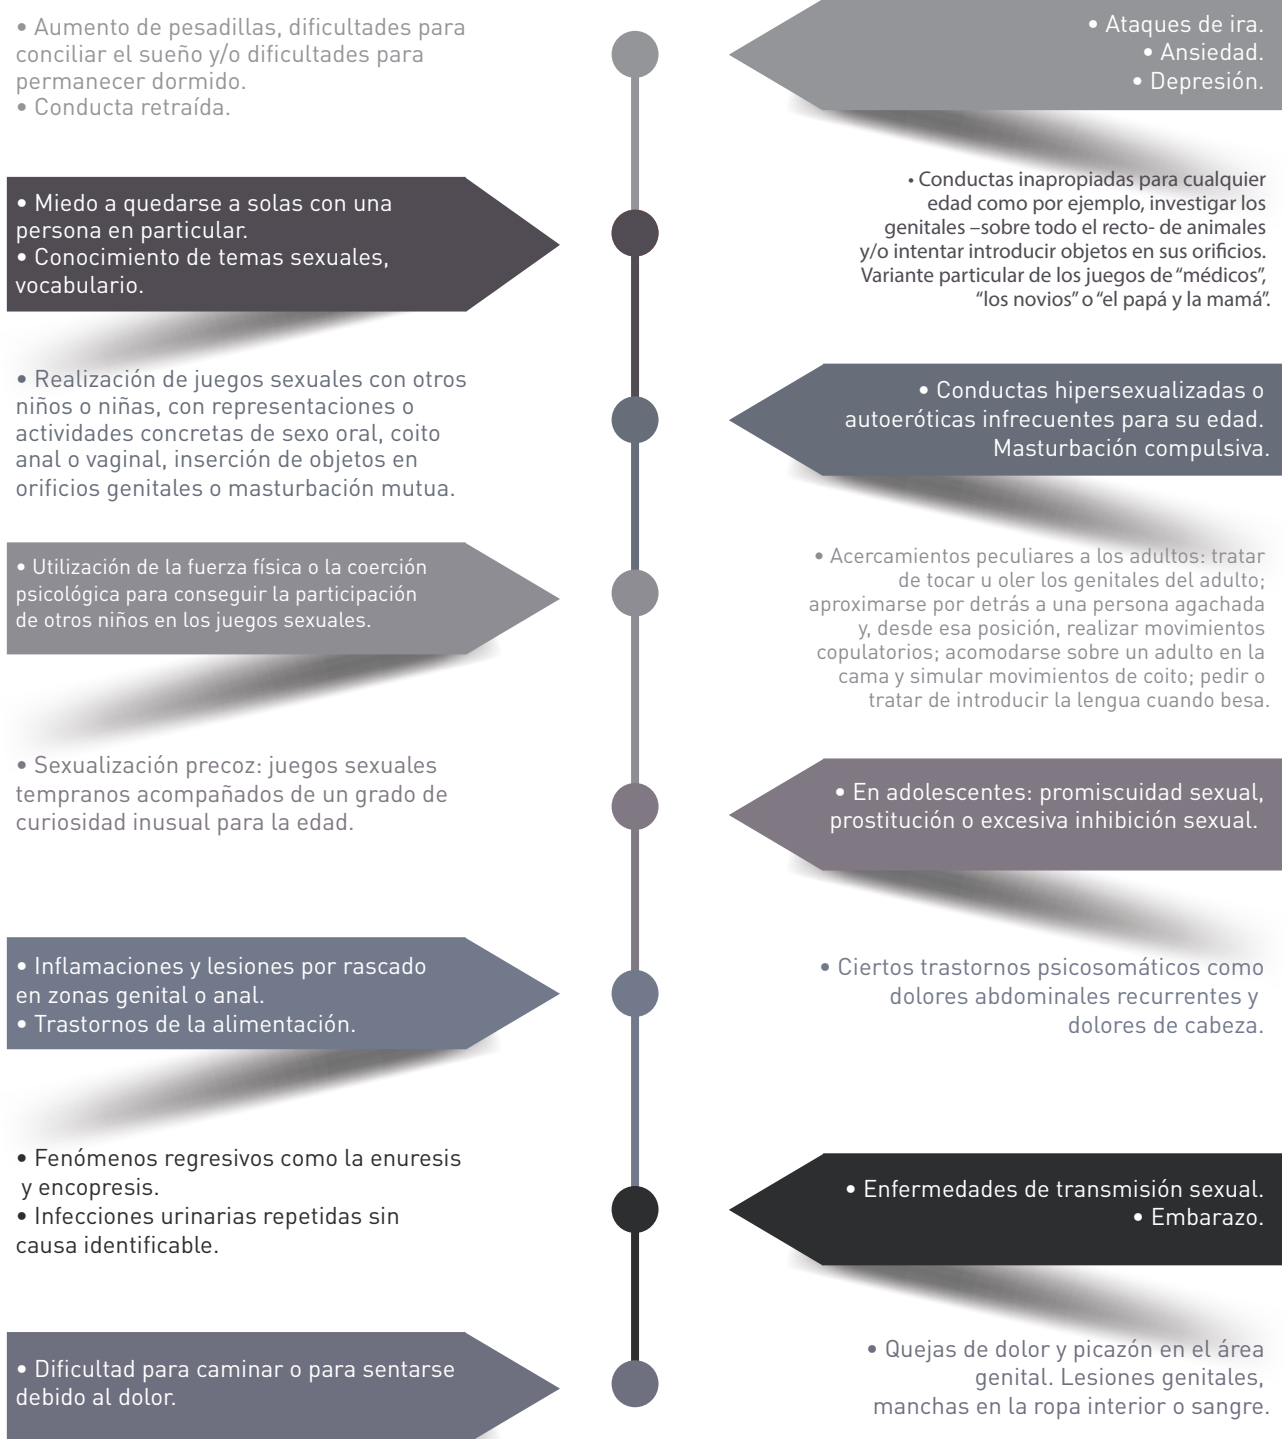 • Aumento de pesadillas, dificultades para
conciliar el sueño y/o dificultades para
permanecer dormido.
• Conducta retraída.
• Ataques de ira.
• Ansiedad.
• Depresión.
• Miedo a quedarse a solas con una
persona en particular.
• Conocimiento de temas sexuales,
vocabulario.
• Conductas inapropiadas para cualquier
edad como por ejemplo, investigar los
genitales –sobre todo el recto- de animales
y/o intentar introducir objetos en sus orificios.
Variante particular de los juegos de “médicos”,
“los novios” o “el papá y la mamá”.
• Realización de juegos sexuales con otros
niños o niñas, con representaciones o
actividades concretas de sexo oral, coito
anal o vaginal, inserción de objetos en
orificios genitales o masturbación mutua.
• Conductas hipersexualizadas o
autoeróticas infrecuentes para su edad.
Masturbación compulsiva.
• Utilización de la fuerza física o la coerción
psicológica para conseguir la participación
de otros niños en los juegos sexuales.
• Acercamientos peculiares a los adultos: tratar
de tocar u oler los genitales del adulto;
aproximarse por detrás a una persona agachada
y, desde esa posición, realizar movimientos
copulatorios; acomodarse sobre un adulto en la
cama y simular movimientos de coito; pedir o
tratar de introducir la lengua cuando besa.
• Sexualización precoz: juegos sexuales
tempranos acompañados de un grado de
curiosidad inusual para la edad.
• En adolescentes: promiscuidad sexual,
prostitución o excesiva inhibición sexual.
• Inflamaciones y lesiones por rascado
en zonas genital o anal.
• Trastornos de la alimentación.
• Ciertos trastornos psicosomáticos como
dolores abdominales recurrentes y
dolores de cabeza.
• Fenómenos regresivos como la enuresis
y encopresis.
• Infecciones urinarias repetidas sin
causa identificable.
• Enfermedades de transmisión sexual.
• Embarazo.
• Dificultad para caminar o para sentarse
debido al dolor.
• Quejas de dolor y picazón en el área
genital. Lesiones genitales,
manchas en la ropa interior o sangre.